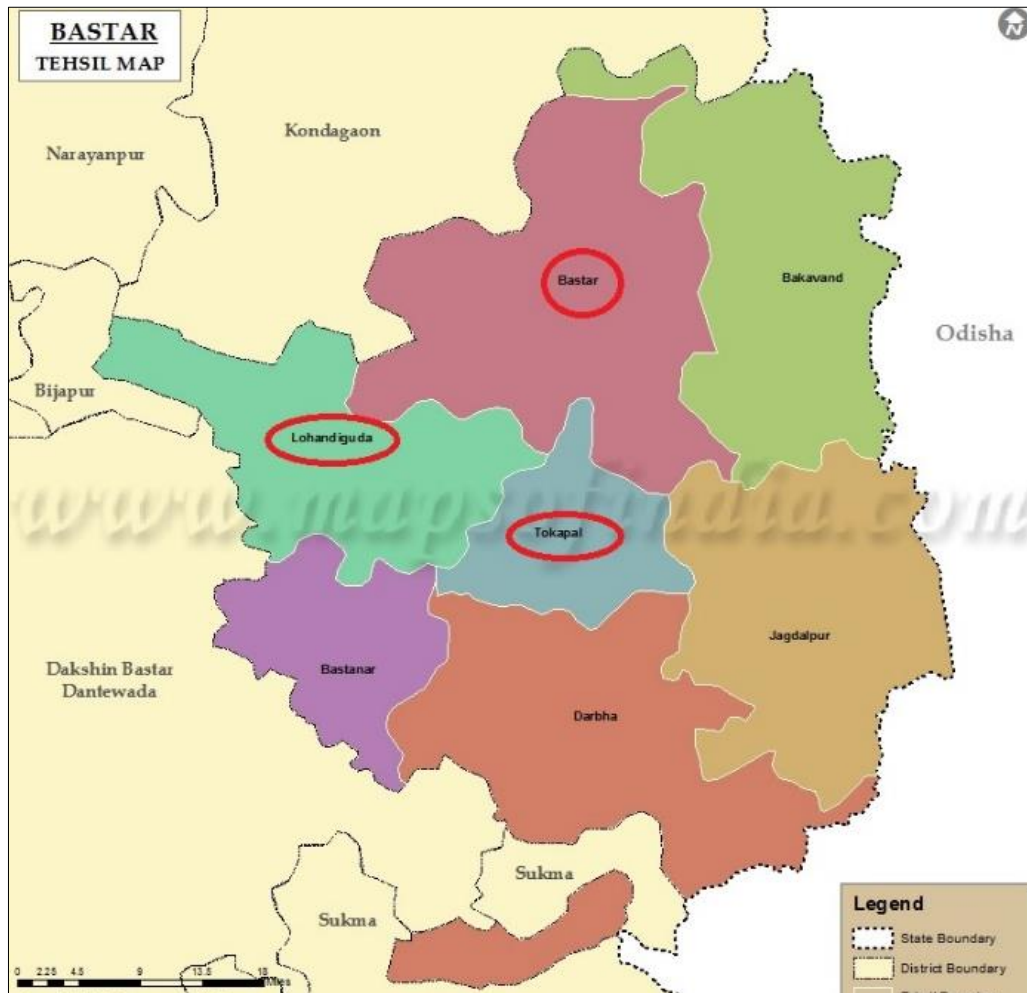 BASTAR
TEHSIL MAP
N
Kondagaon
Narayanpur
Bastar
Bakavand
Odisha
Bijapur
Lohandiguda
www.mapsofindia.com
Tokapal
Jagdalpur
Bastanar
Dakshin Bastar
Dantewada
Darbha
Sukma
Sukma
Legend
State Boundary
District Boundary
0 2.25 4.5 9 13.5 18
Miles